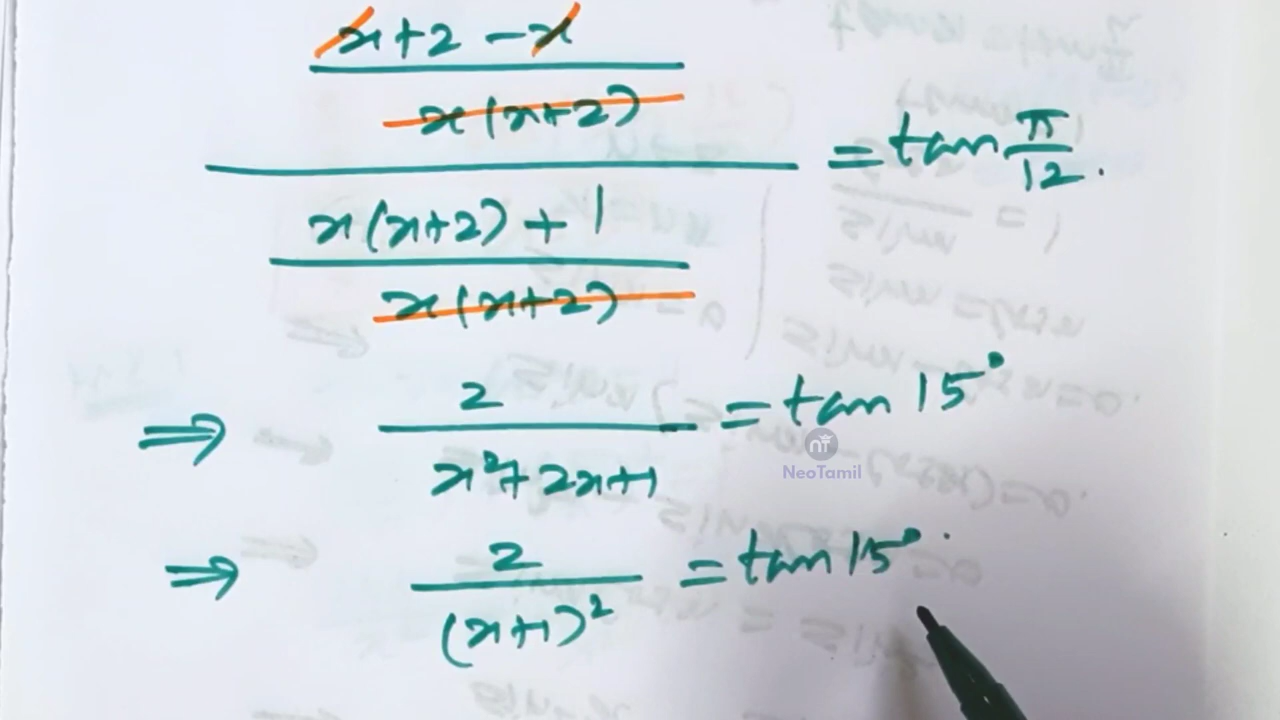 x+2 -x
x(x+2)
= tan π/12.
x(x+2) + 1
x(x+2)
⇒ 2/(x²+2x+1) = tan 15°
NeoTamil
⇒ 2/(x+1)² = tan 15°